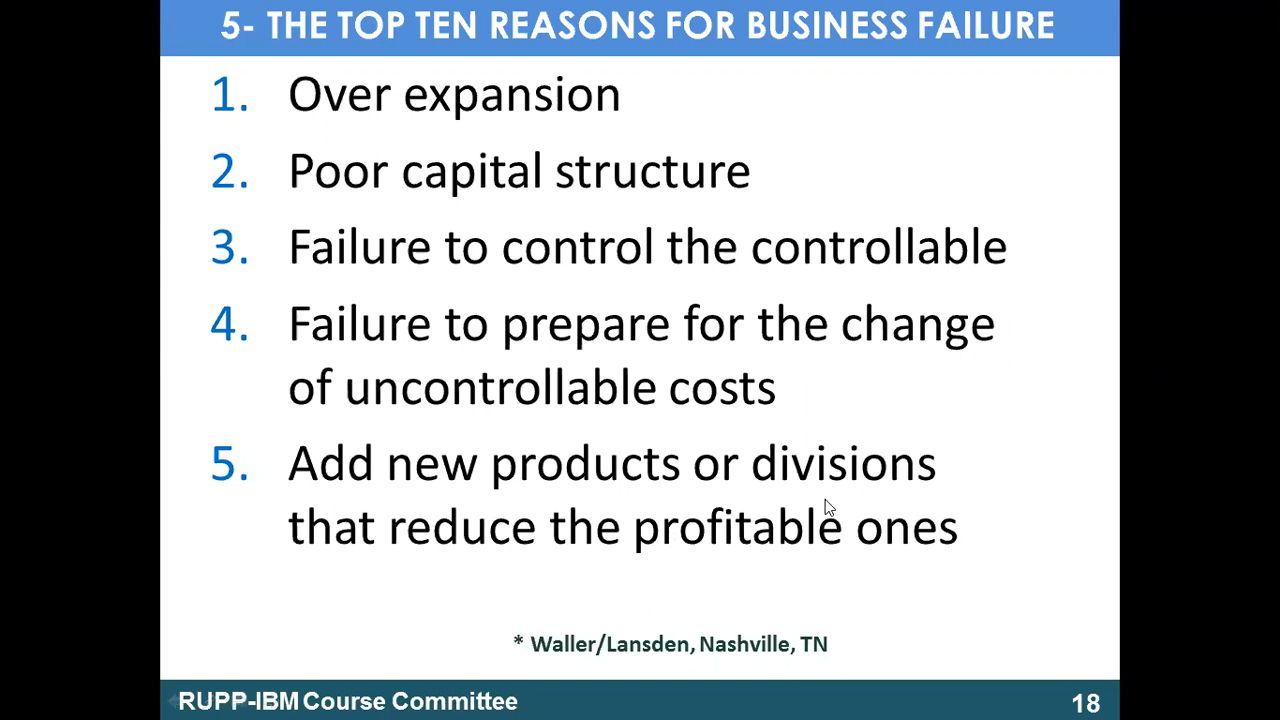 5- THE TOP TEN REASONS FOR BUSINESS FAILURE
1. Over expansion
2. Poor capital structure
3. Failure to control the controllable
4. Failure to prepare for the change
of uncontrollable costs
5. Add new products or divisions
that reduce the profitable ones
* Waller/Lansden, Nashville, TN
RUPP-IBM Course Committee
18